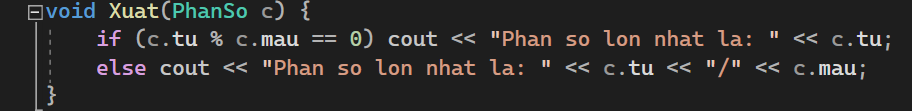 void Xuat(PhanSo c) {
if (c.tu % c.mau == 0) cout << "Phan so lon nhat la: " << c.tu;
else cout << "Phan so lon nhat la: " << c.tu << "/" << c.mau;
}